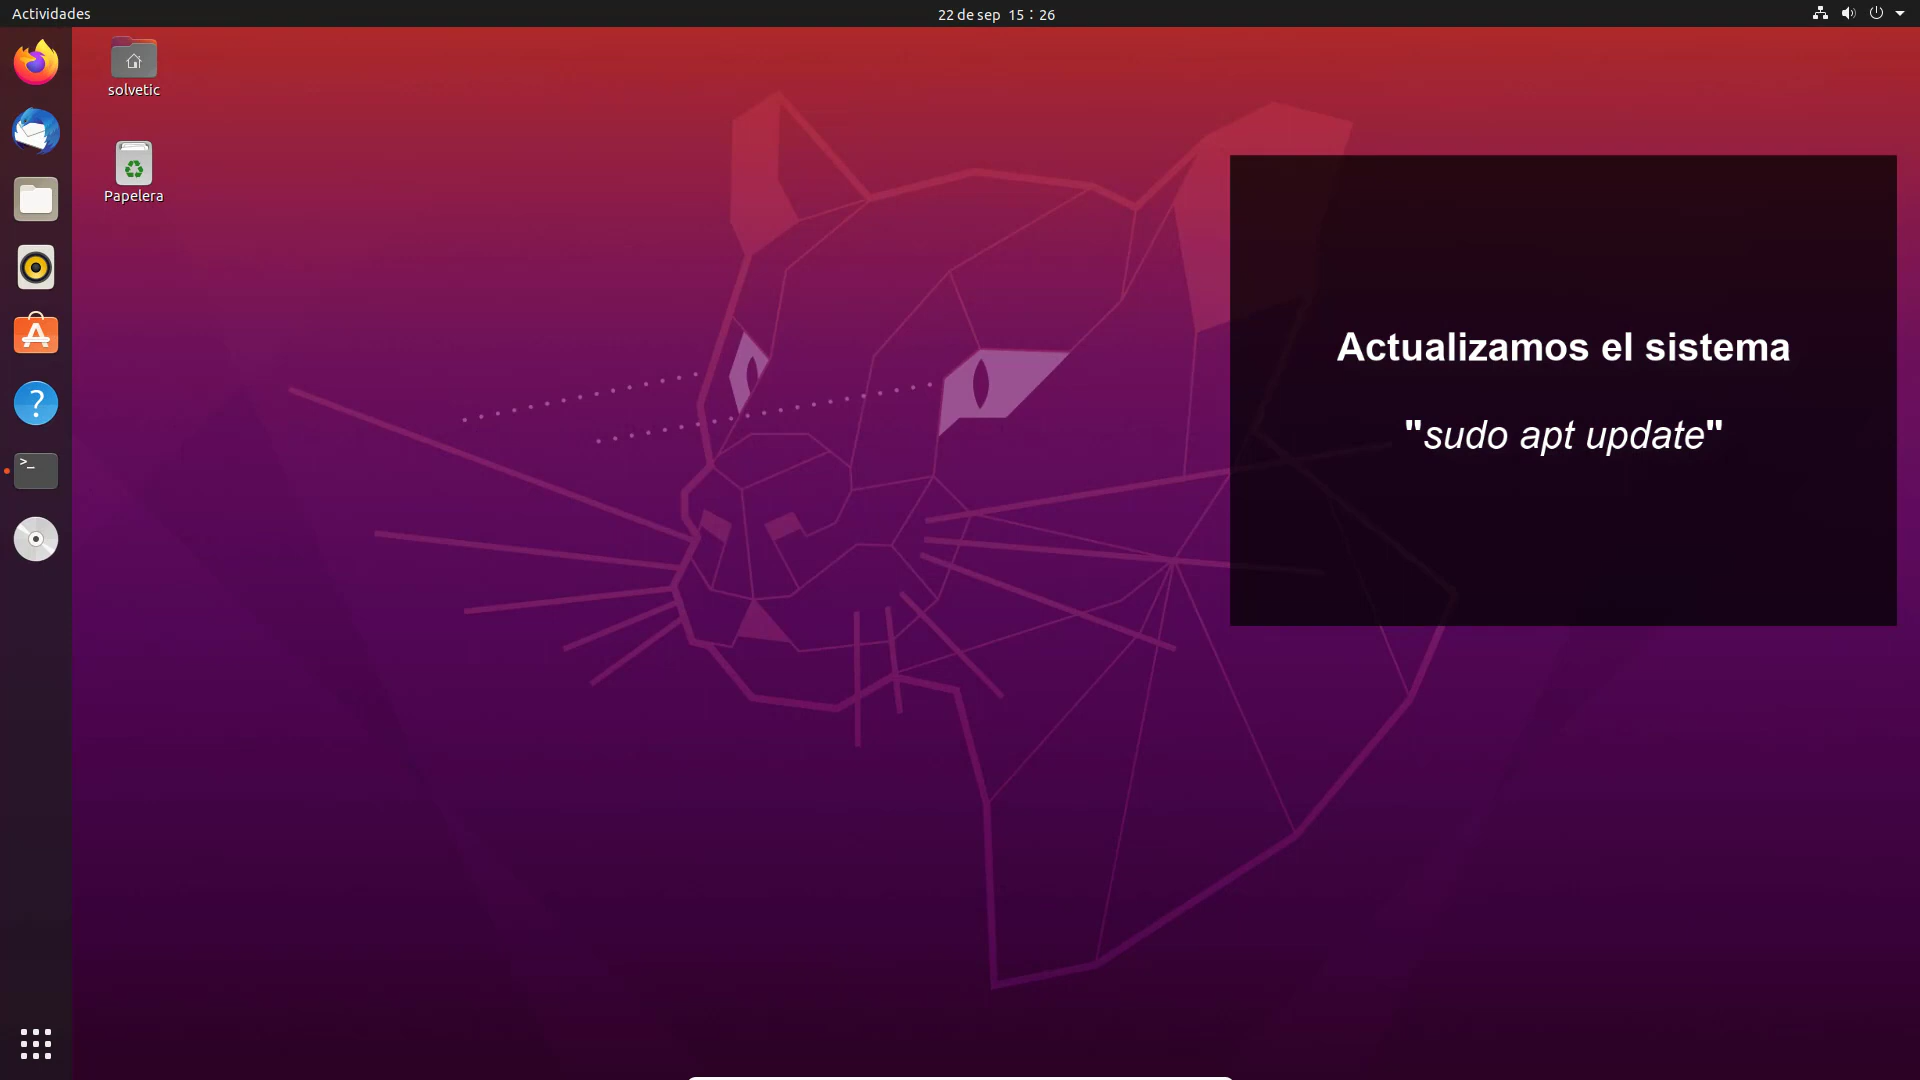 Actividades
22 de sep 15 : 26
solvetic
Papelera
Actualizamos el sistema
"sudo apt update"